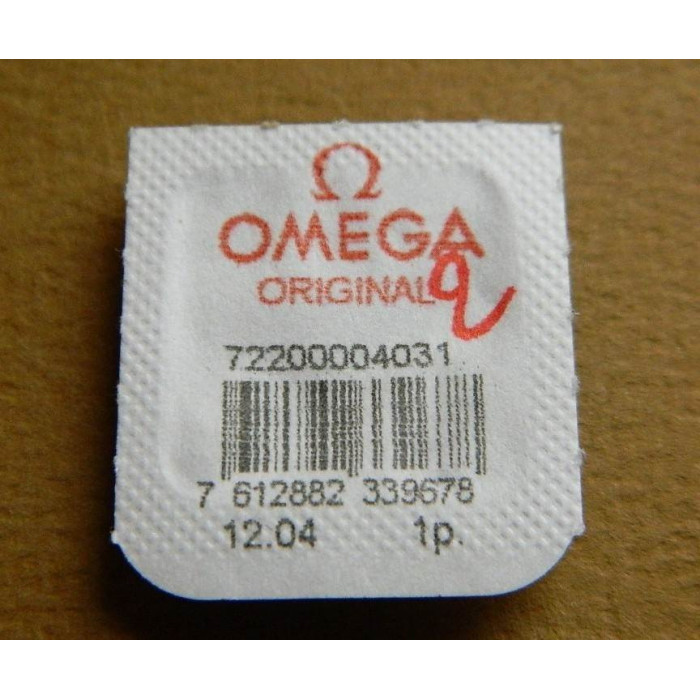 Ω
OMEGA
ORIGINAL
72200004031
7 612882 339678
12.04 1p.